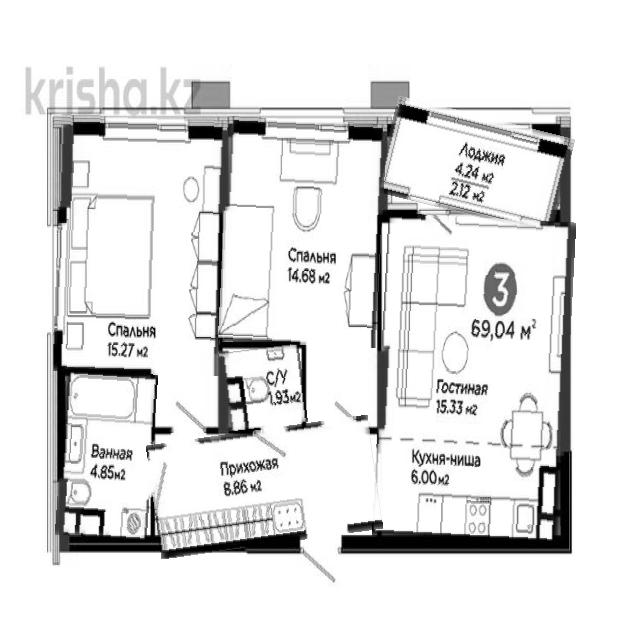 krisha.kz
Лоджия
4.24 м2
2.12 м2
Спальня
14.68 м2
3
69,04 м²
Спальня
15.27 м2
С/У
1.93 м2
Гостиная
15.33 м2
Ванная
4.85 м2
Прихожая
8.86 м2
Кухня-ниша
6.00 м2